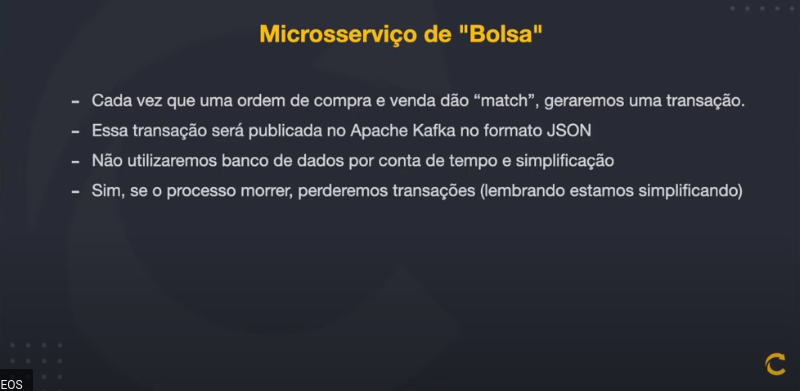 Microsserviço de "Bolsa"
- Cada vez que uma ordem de compra e venda dão “match”, geraremos uma transação.
- Essa transação será publicada no Apache Kafka no formato JSON
- Não utilizaremos banco de dados por conta de tempo e simplificação
- Sim, se o processo morrer, perderemos transações (lembrando estamos simplificando)
EOS